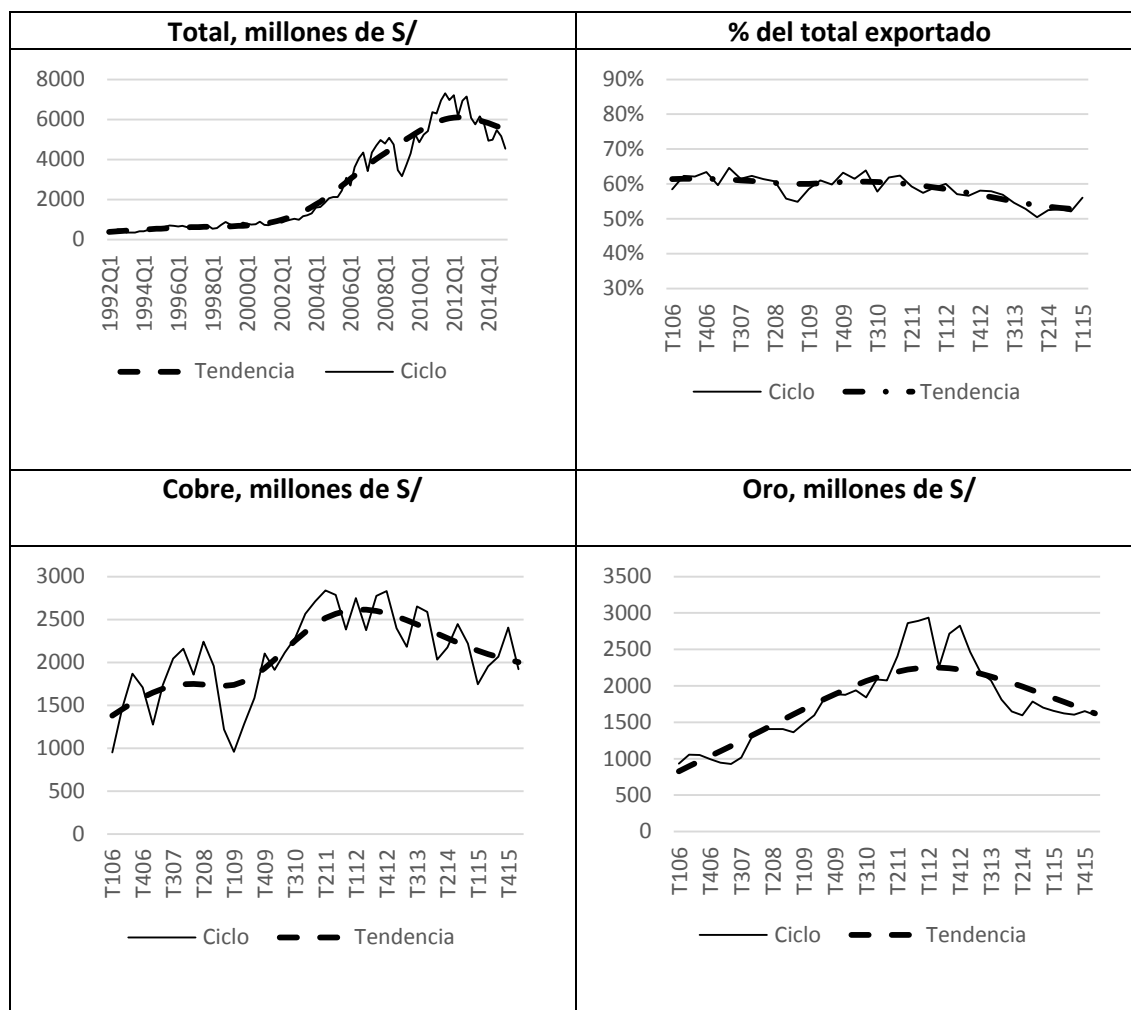 Total, millones de S/
% del total exportado
8000
6000
4000
2000
0
1992Q1
1994Q1
1996Q1
1998Q1
2000Q1
2002Q1
2004Q1
2006Q1
2008Q1
2010Q1
2012Q1
2014Q1
Tendencia Ciclo
90%
80%
70%
60%
50%
40%
30%
T106
T406
T307
T208
T109
T409
T310
T211
T112
T412
T313
T214
T115
Ciclo Tendencia
Cobre, millones de S/
Oro, millones de S/
3000
2500
2000
1500
1000
500
0
T106
T406
T307
T208
T109
T409
T310
T211
T112
T412
T313
T214
T115
T415
Ciclo Tendencia
3500
3000
2500
2000
1500
1000
500
0
T106
T406
T307
T208
T109
T409
T310
T211
T112
T412
T313
T214
T115
T415
Ciclo Tendencia